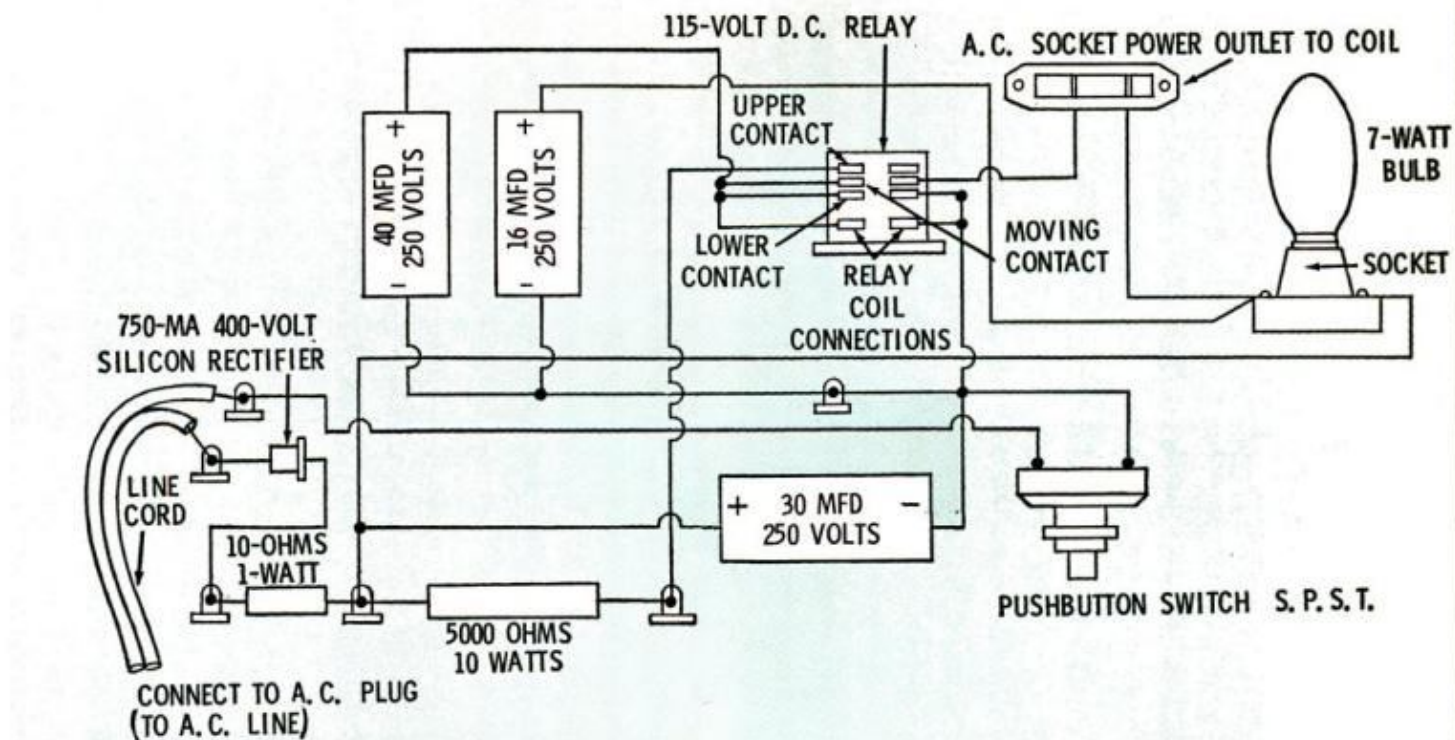 115-VOLT D.C. RELAY
A.C. SOCKET POWER OUTLET TO COIL
UPPER
CONTACT
7-WATT
BULB
+
40 MFD
250 VOLTS
-
+
16 MFD
250 VOLTS
-
LOWER
CONTACT
RELAY
COIL
CONNECTIONS
MOVING
CONTACT
SOCKET
750-MA 400-VOLT
SILICON RECTIFIER
LINE
CORD
10-OHMS
1-WATT
+ 30 MFD -
250 VOLTS
5000 OHMS
10 WATTS
PUSHBUTTON SWITCH S.P.S.T.
CONNECT TO A.C. PLUG
(TO A.C. LINE)